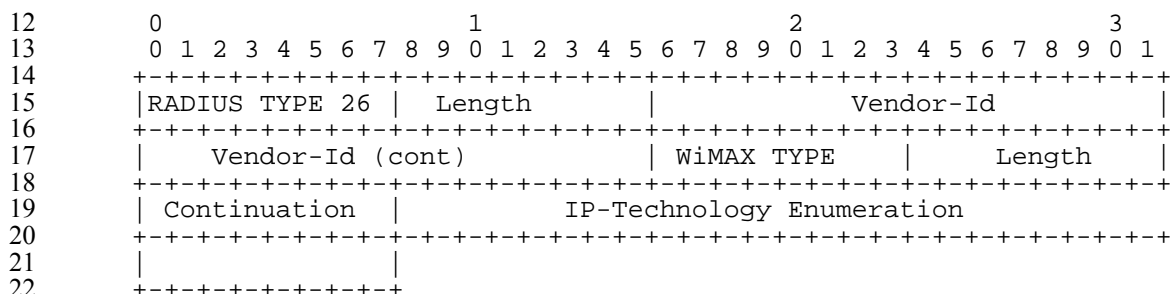 12 0 1 2 3
13 0 1 2 3 4 5 6 7 8 9 0 1 2 3 4 5 6 7 8 9 0 1 2 3 4 5 6 7 8 9 0 1
14 +-+-+-+-+-+-+-+-+-+-+-+-+-+-+-+-+-+-+-+-+-+-+-+-+-+-+-+-+-+-+-+-+
15 |RADIUS TYPE 26 | Length | Vendor-Id |
16 +-+-+-+-+-+-+-+-+-+-+-+-+-+-+-+-+-+-+-+-+-+-+-+-+-+-+-+-+-+-+-+-+
17 | Vendor-Id (cont) | WiMAX TYPE | Length |
18 +-+-+-+-+-+-+-+-+-+-+-+-+-+-+-+-+-+-+-+-+-+-+-+-+-+-+-+-+-+-+-+-+
19 | Continuation | IP-Technology Enumeration
20 +-+-+-+-+-+-+-+-+-+-+-+-+-+-+-+-+-+-+-+-+-+-+-+-+-+-+-+-+-+-+-+-+
21 | |
22 +-+-+-+-+-+-+-+-+